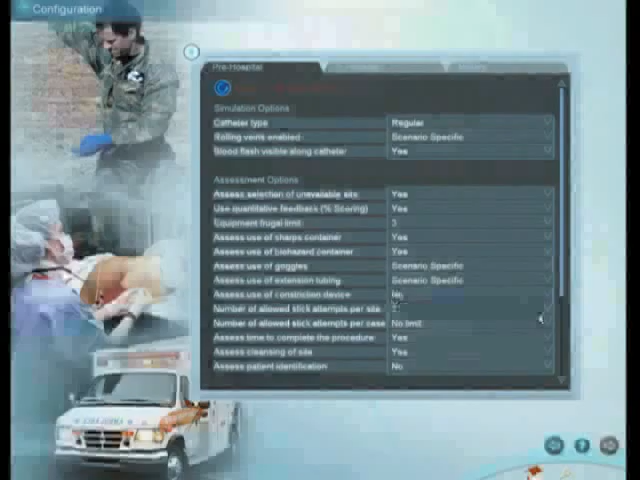 Configuration
Pre-Hospital
Simulation Options
Catheter type Regular
Rolling veins enabled Scenario Specific
Blood flash visible along catheter Yes
Assessment Options
Assess selection of unavailable site Yes
Use quantitative feedback (% Scoring) Yes
Equipment frugal limit 3
Assess use of sharps container Yes
Assess use of biohazard container Yes
Assess use of goggles Scenario Specific
Assess use of extension tubing Scenario Specific
Assess use of constriction device No
Number of allowed stick attempts per site
Number of allowed stick attempts per case No limit
Assess time to complete the procedure Yes
Assess cleansing of site Yes
Assess patient identification No
AMBULANCE